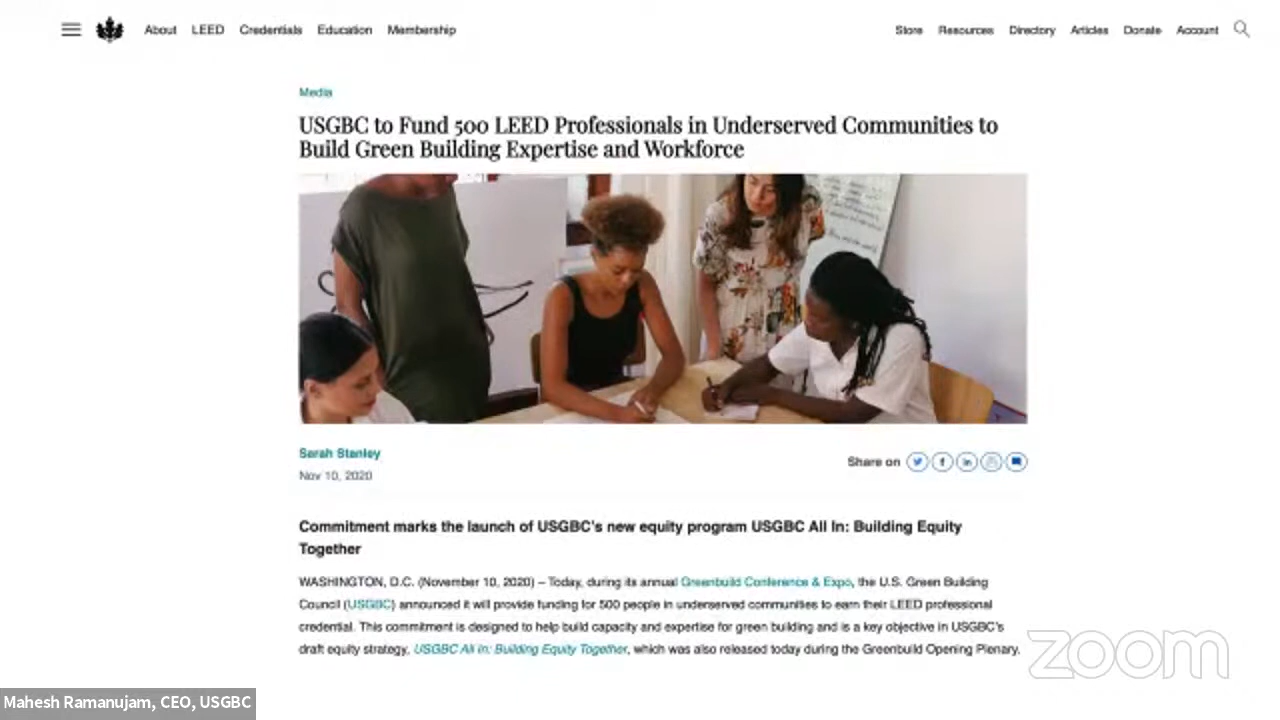 About LEED Credentials Education Membership Store Resources Directory Articles Donate Account
Media
USGBC to Fund 500 LEED Professionals in Underserved Communities to
Build Green Building Expertise and Workforce
Sarah Stanley
Nov 10, 2020
Share on
Commitment marks the launch of USGBC's new equity program USGBC All In: Building Equity
Together
WASHINGTON, D.C. (November 10, 2020) – Today, during its annual Greenbuild Conference & Expo, the U.S. Green Building
Council (USGBC) announced it will provide funding for 500 people in underserved communities to earn their LEED professional
credential. This commitment is designed to help build capacity and expertise for green building and is a key objective in USGBC's
draft equity strategy, USGBC All In: Building Equity Together, which was also released today during the Greenbuild Opening Plenary.
zoom
Mahesh Ramanujam, CEO, USGBC